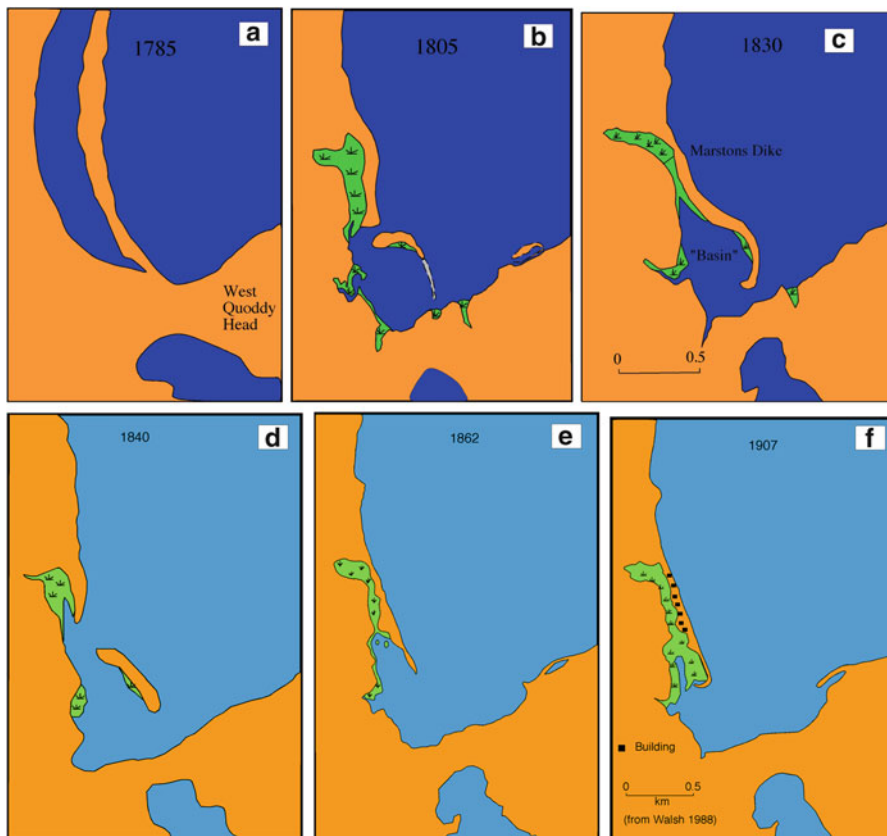 1785
a
West
Quoddy
Head
1805
b
1830
c
Marstons Dike
"Basin"
0 0.5
1840
d
1862
e
1907
f
Building
0 0.5
km
(from Walsh 1988)